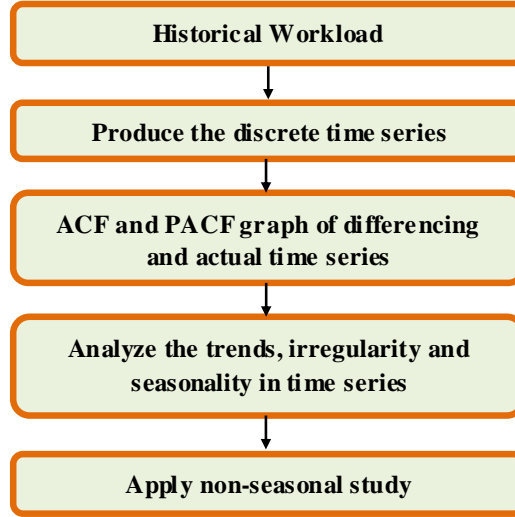 Historical Workload
Produce the discrete time series
ACF and PACF graph of differencing
and actual time series
Analyze the trends, irregularity and
seasonality in time series
Apply non-seasonal study